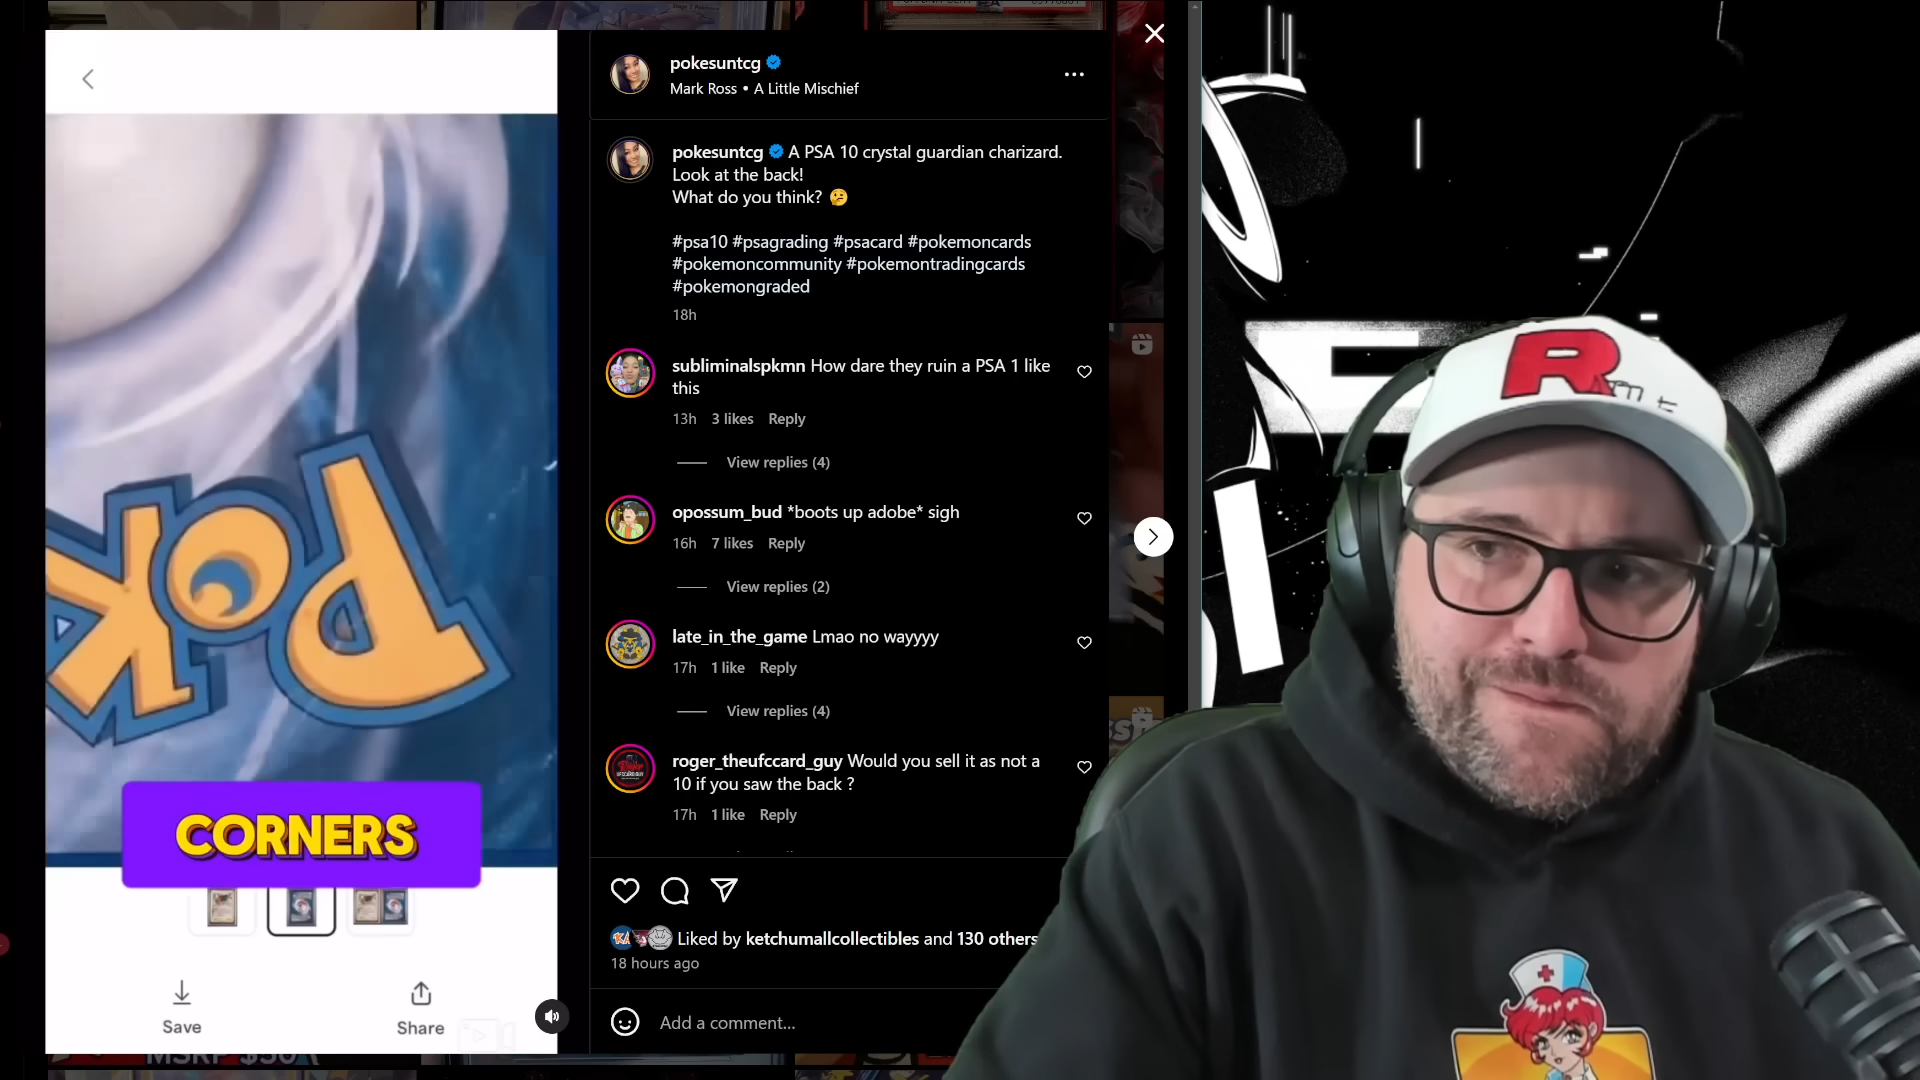 pokesuntcg
Mark Ross • A Little Mischief
pokesuntcg A PSA 10 crystal guardian charizard.
Look at the back!
What do you think? 🤔
#psa10 #psagrading #psacard #pokemoncards
#pokemoncommunity #pokemontradingcards
#pokemongraded
18h
subliminalspkmn How dare they ruin a PSA 1 like
this
13h 3 likes Reply
View replies (4)
opossum_bud *boots up adobe* sigh
16h 7 likes Reply
View replies (2)
late_in_the_game Lmao no wayyyy
17h 1 like Reply
View replies (4)
roger_theufccard_guy Would you sell it as not a
10 if you saw the back ?
17h 1 like Reply
Liked by ketchumallcollectibles and 130 others
18 hours ago
Add a comment...
Pok
CORNERS
Save
Share
MSRP $50
R